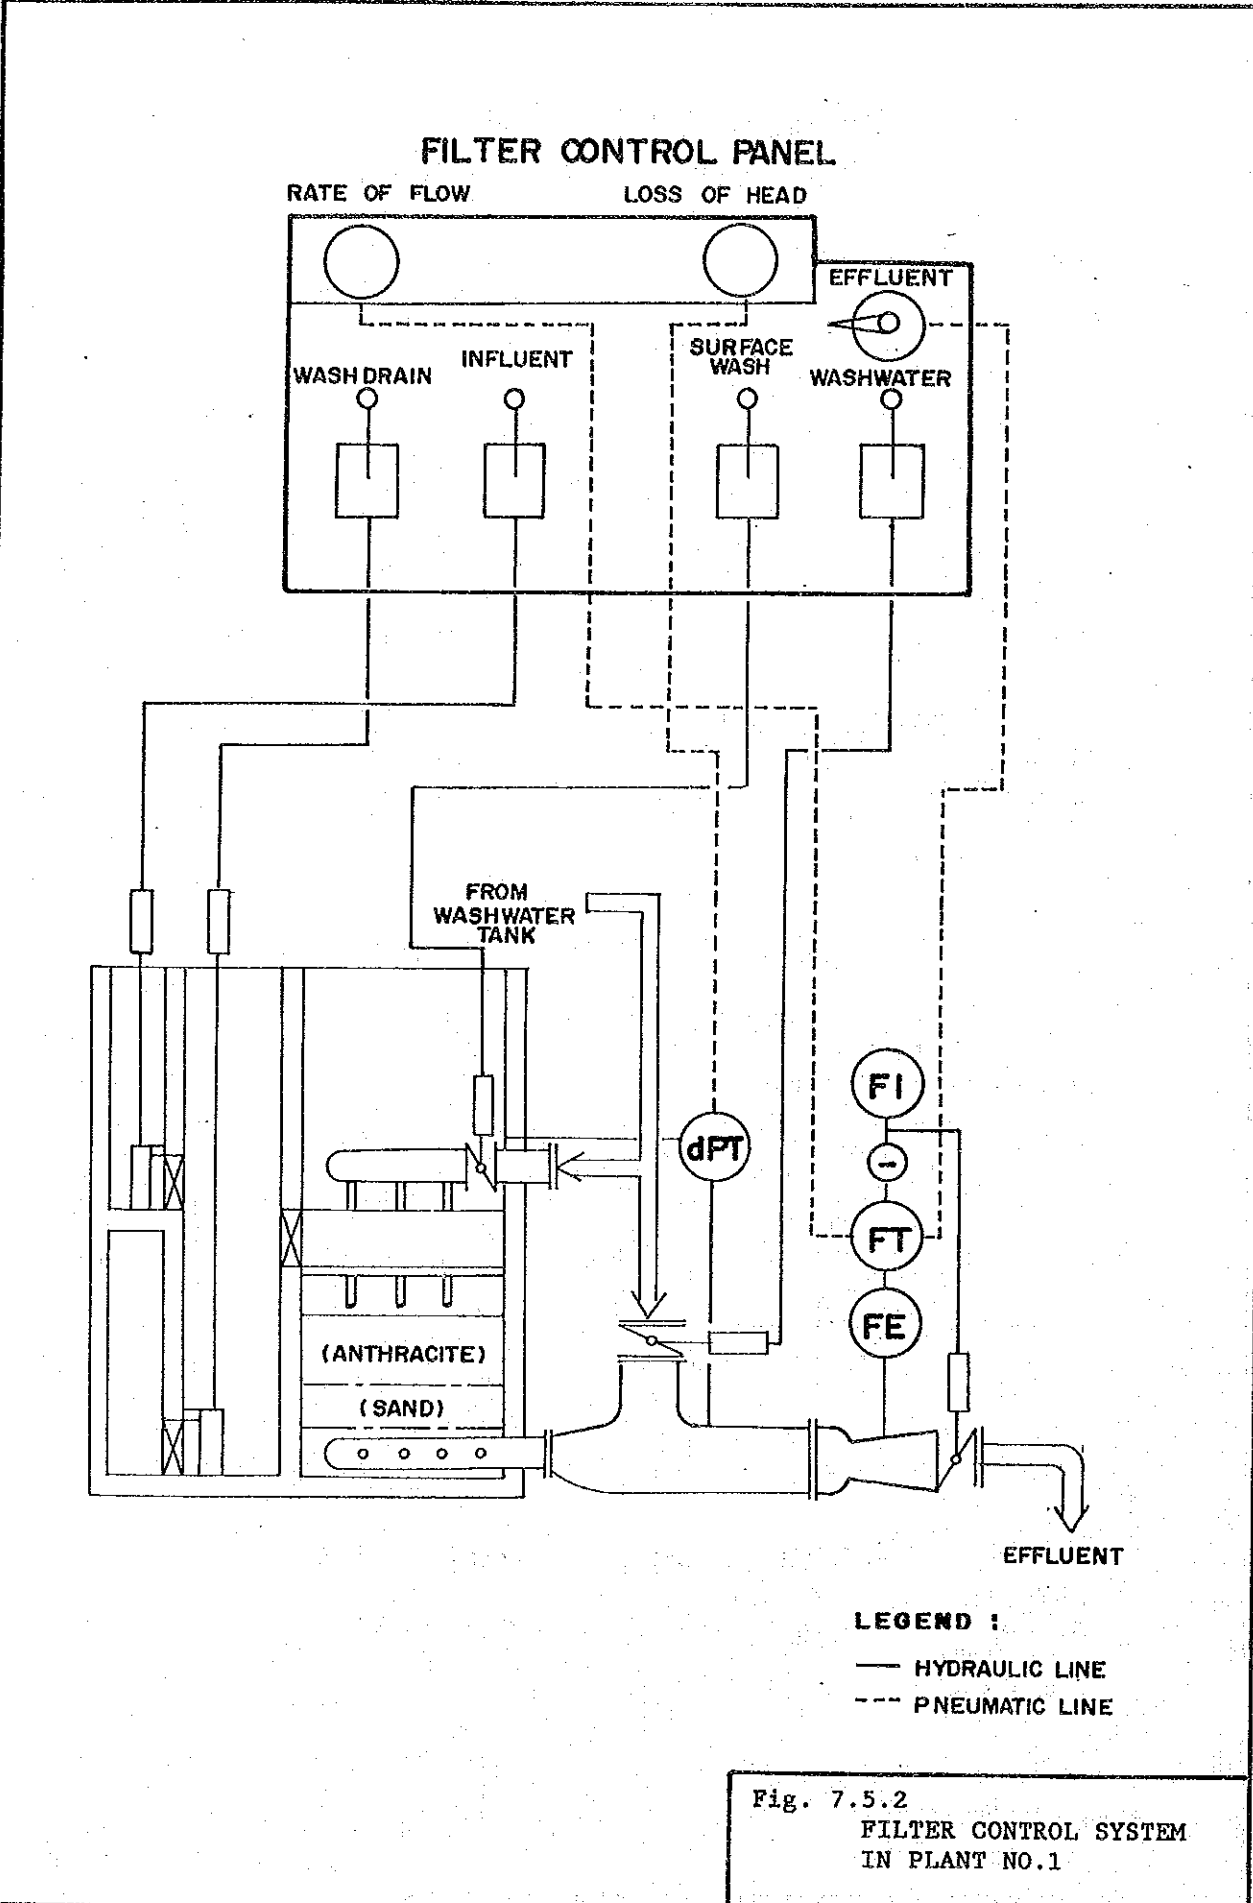 FILTER CONTROL PANEL
RATE OF FLOW
LOSS OF HEAD
EFFLUENT
WASH DRAIN
INFLUENT
SURFACE
WASH
WASHWATER
FROM
WASHWATER
TANK
FI
dPT
-
FT
FE
(ANTHRACITE)
(SAND)
EFFLUENT
LEGEND :
HYDRAULIC LINE
PNEUMATIC LINE
Fig. 7.5.2
FILTER CONTROL SYSTEM
IN PLANT NO.1